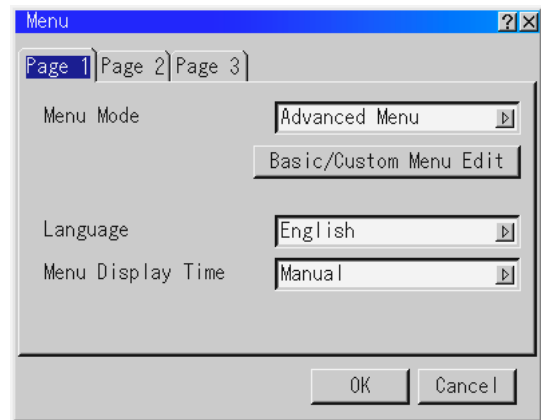 Menu
Page 1 Page 2 Page 3
Menu Mode Advanced Menu
Basic/Custom Menu Edit
Language English
Menu Display Time Manual
OK Cancel